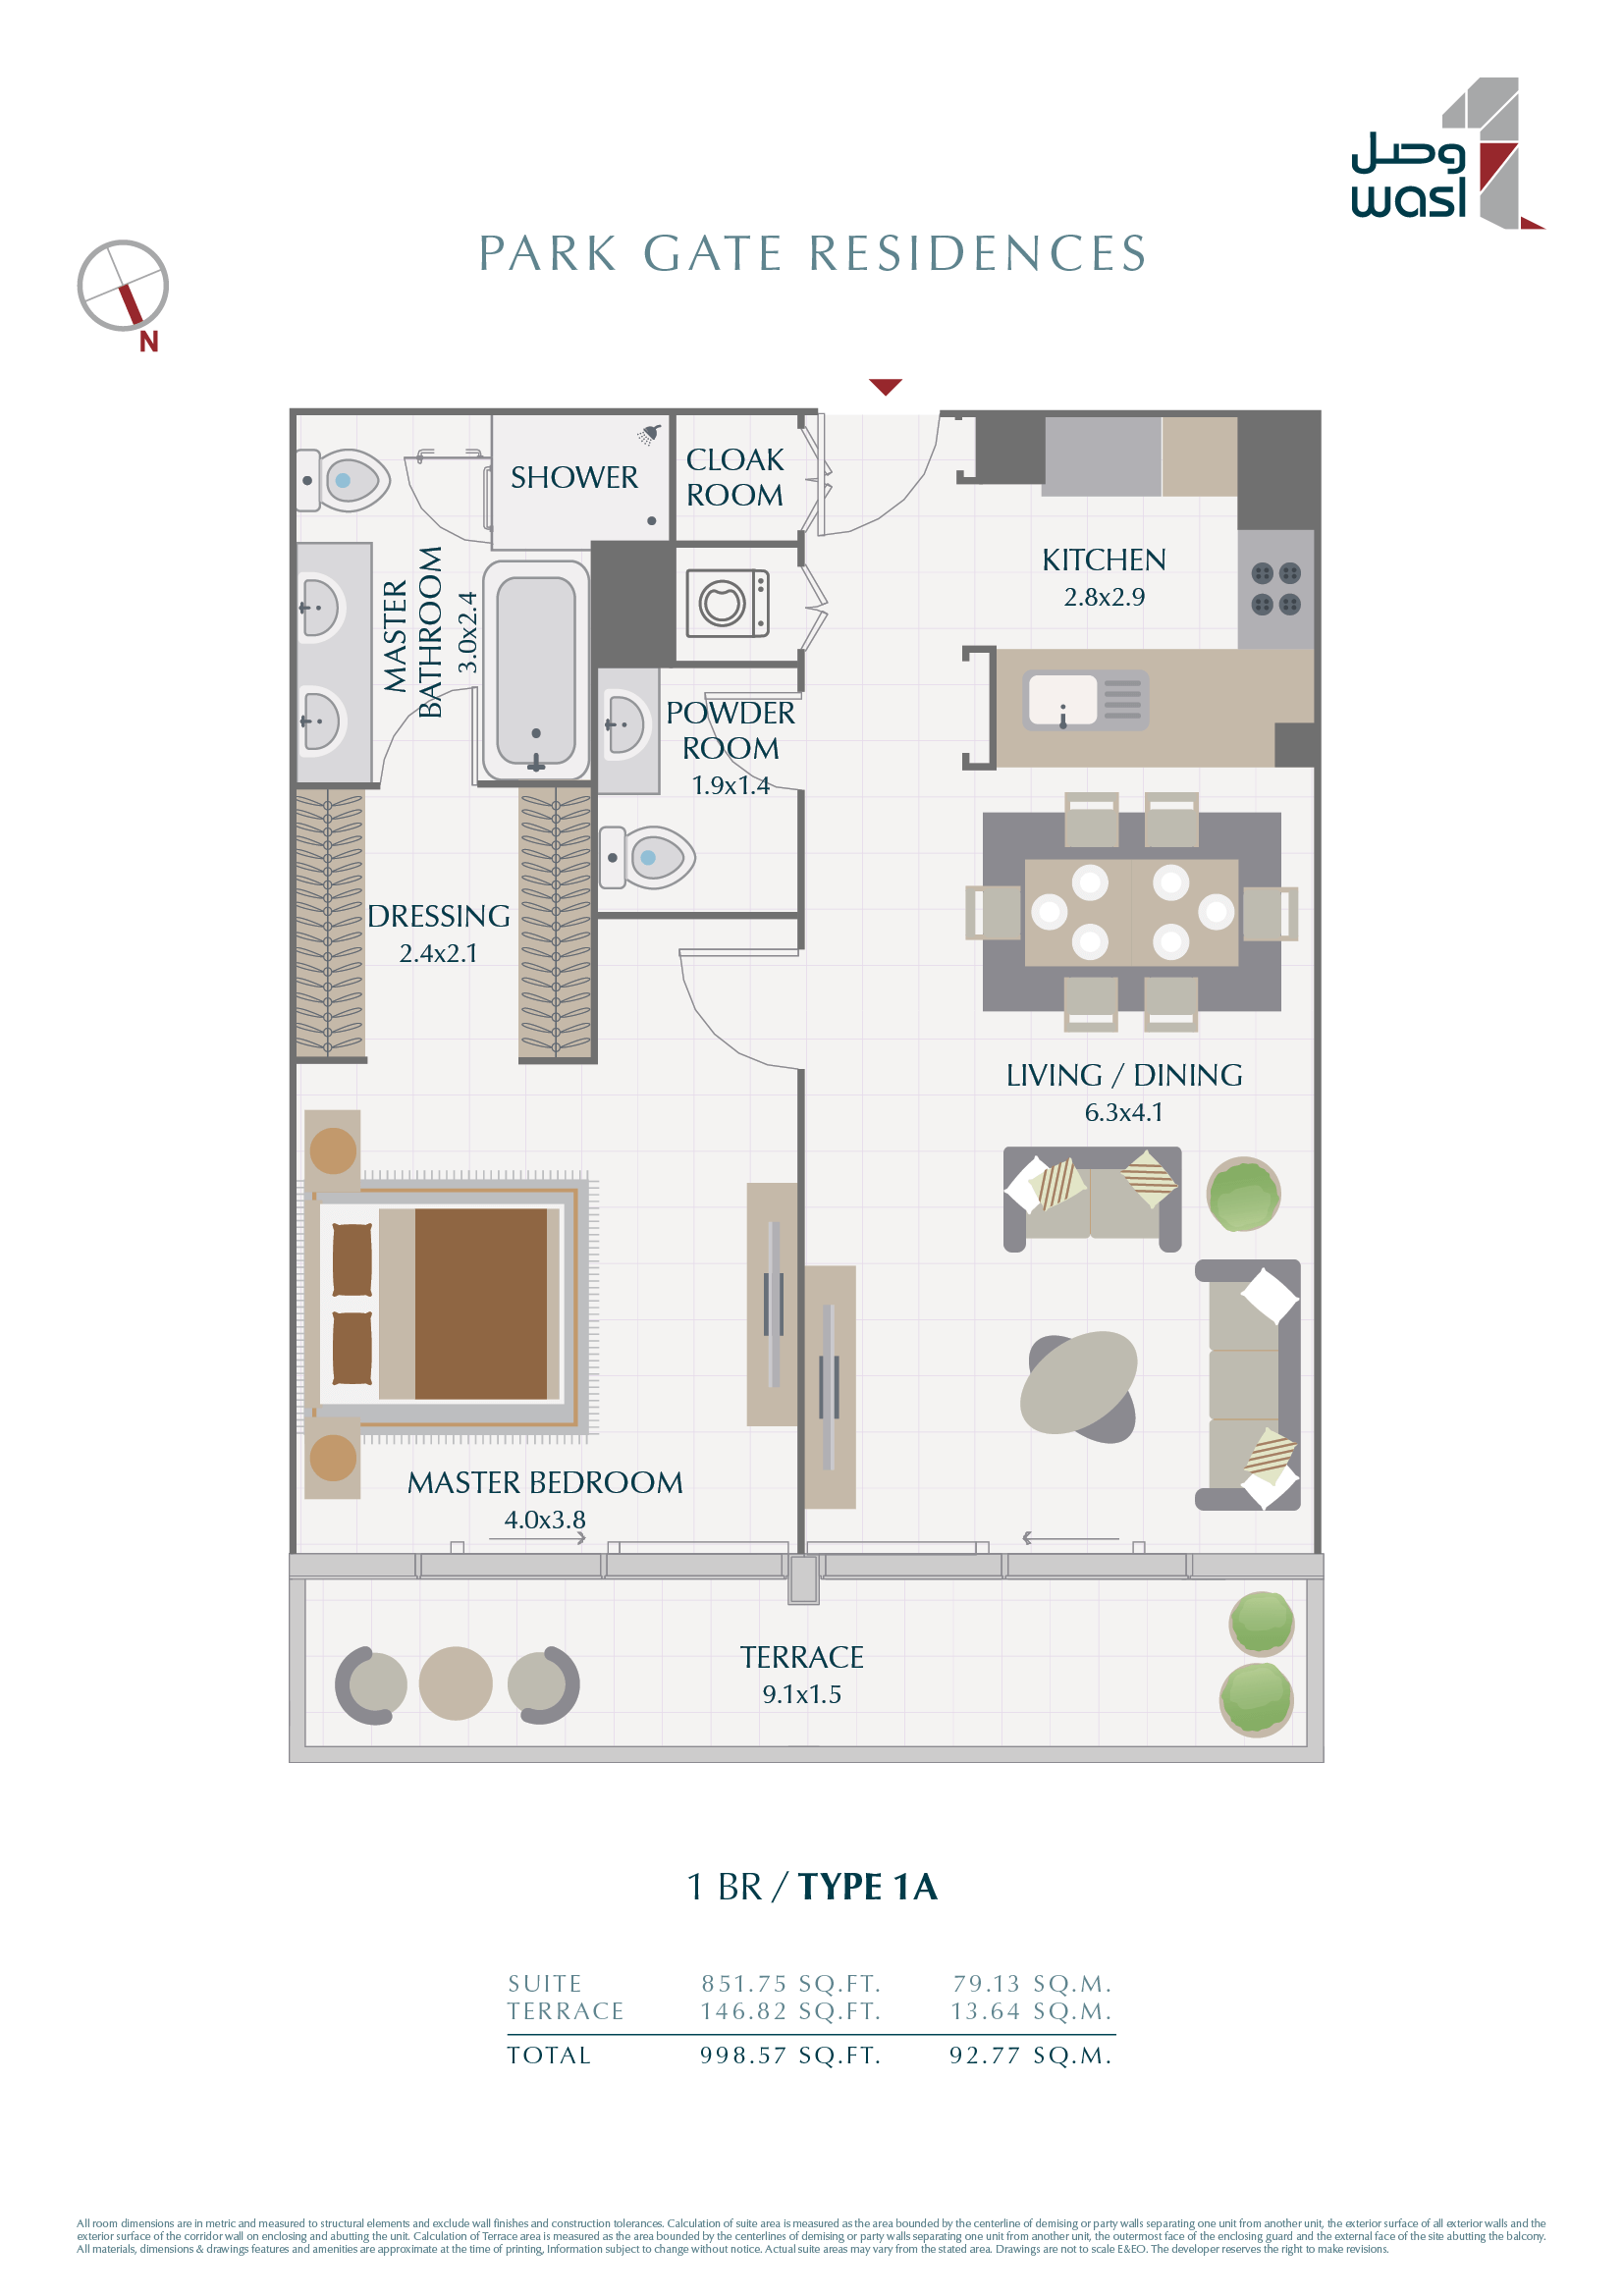 وصل
wasl
PARK GATE RESIDENCES
N
SHOWER
CLOAK
ROOM
KITCHEN
2.8x2.9
MASTER
BATHROOM
3.0x2.4
POWDER
ROOM
1.9x1.4
DRESSING
2.4x2.1
LIVING / DINING
6.3x4.1
MASTER BEDROOM
4.0x3.8
TERRACE
9.1x1.5
1 BR / TYPE 1A
SUITE 851.75 SQ.FT. 79.13 SQ.M.
TERRACE 146.82 SQ.FT. 13.64 SQ.M.
TOTAL 998.57 SQ.FT. 92.77 SQ.M.
All room dimensions are in metric and measured to structural elements and exclude wall finishes and construction tolerances. Calculation of suite area is measured as the area bounded by the centerline of demising or party walls separating one unit from another unit, the exterior surface of all exterior walls and the
exterior surface of the corridor wall on enclosing and abutting the unit. Calculation of Terrace area is measured as the area bounded by the centerlines of demising or party walls separating one unit from another unit, the outermost face of the enclosing guard and the external face of the site abutting the balcony.
All materials, dimensions & drawings features and amenities are approximate at the time of printing, Information subject to change without notice. Actual suite areas may vary from the stated area. Drawings are not to scale E&EO. The developer reserves the right to make revisions.